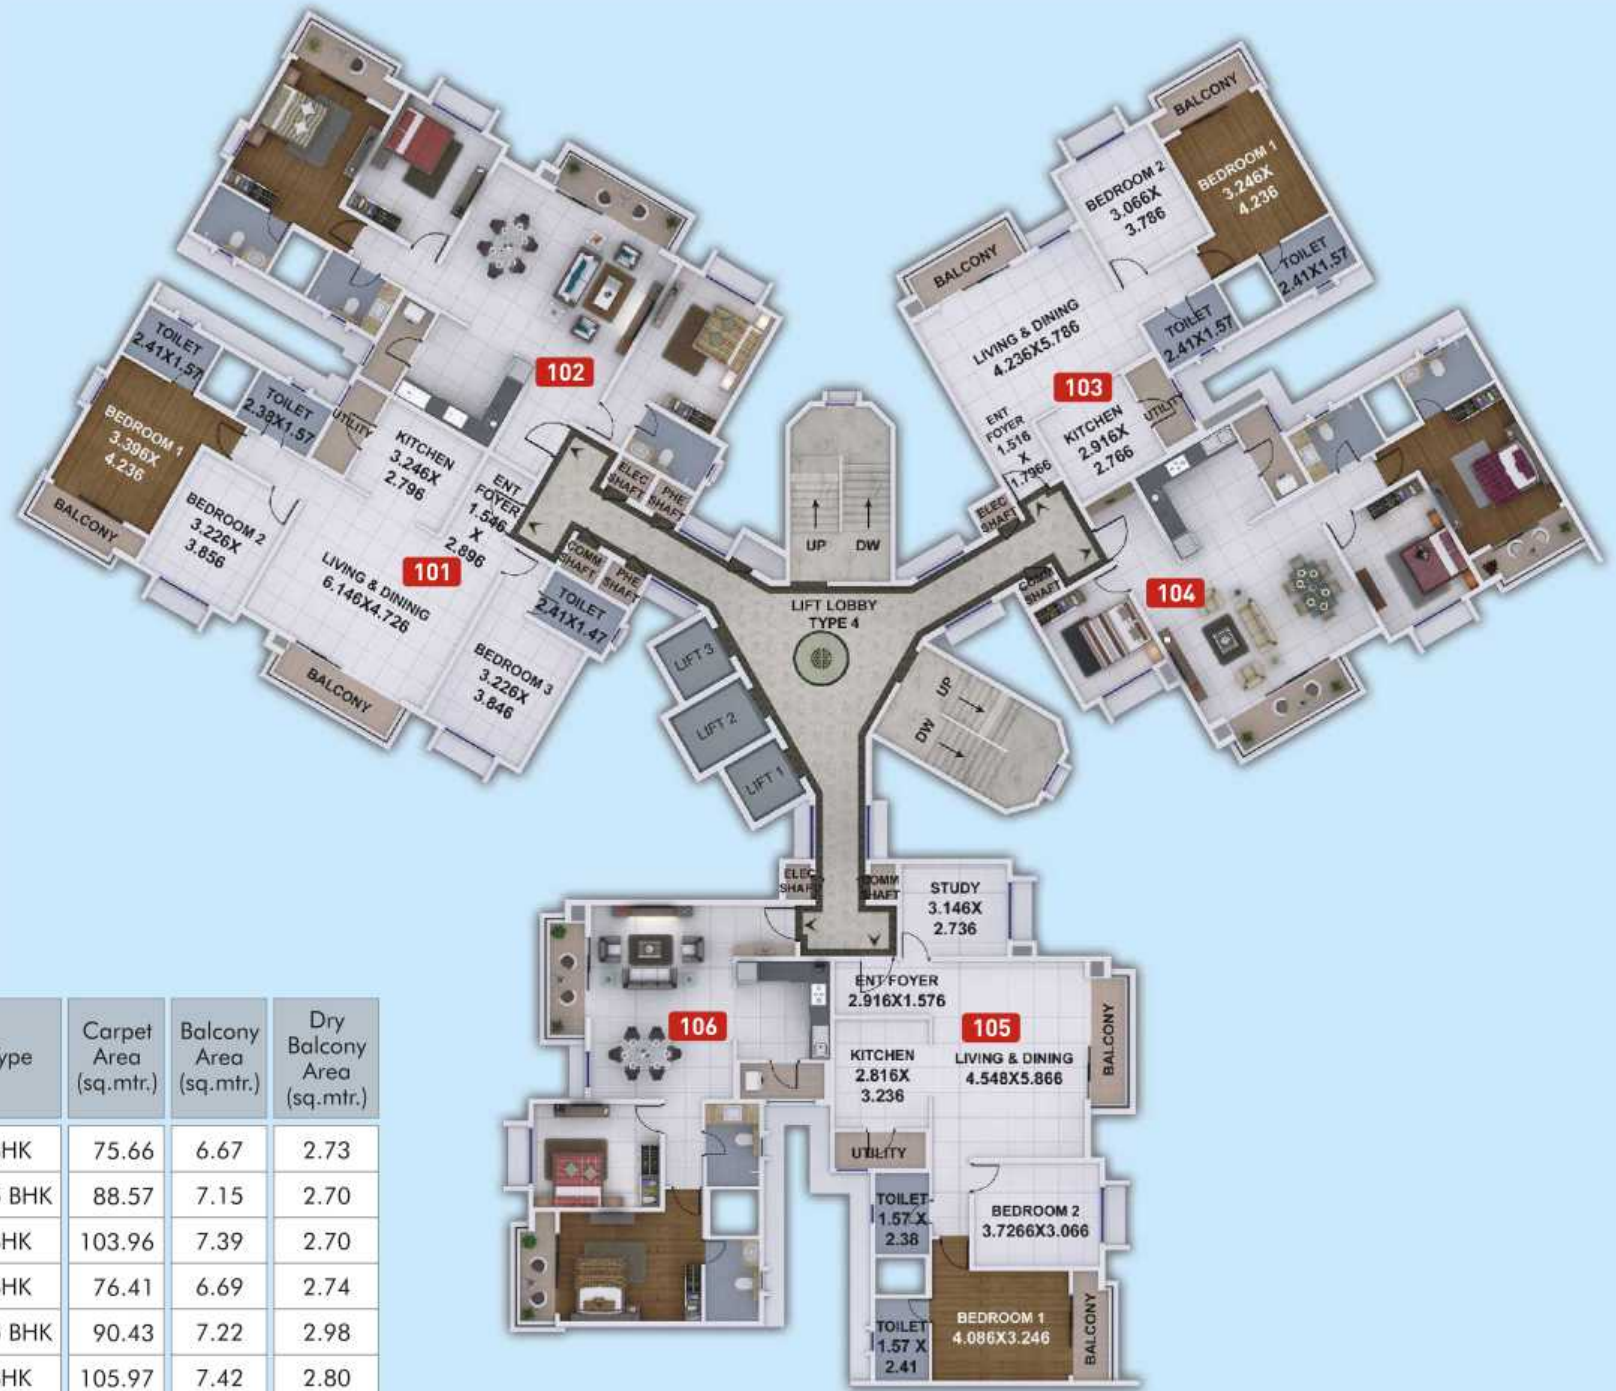 BALCONY
BEDROOM 1
3.246X
4.236
BEDROOM 2
3.066X
3.786
TOILET
2.41X1.57
BALCONY
LIVING & DINING
4.236X5.786
TOILET
2.41X1.57
103
ENT
FOYER
1.516
X
1.7966
KITCHEN
2.916X
2.766
UTILITY
ELEC
SHAFT
102
TOILET
2.41X1.57
TOILET
2.38X1.57
UTILITY
BEDROOM 1
3.396X
4.236
BALCONY
BEDROOM 2
3.226X
3.856
KITCHEN
3.246X
2.796
ENT
FOYER
1.546
X
2.896
LIVING & DINING
6.146X4.726
101
BALCONY
ELEC
SHAFT
PHE
SHAFT
COMM
SHAFT
PHE
SHAFT
TOILET
2.41X1.47
BEDROOM 3
3.226X
3.846
UP
DW
LIFT LOBBY
TYPE 4
COMM
SHAFT
104
LIFT 3
LIFT 2
LIFT 1
UP
DW
ELEC
SHAFT
COMM
SHAFT
STUDY
3.146X
2.736
ENT FOYER
2.916X1.576
106
105
KITCHEN
2.816X
3.236
LIVING & DINING
4.548X5.866
BALCONY
UTILITY
TOILET
1.57 X
2.38
BEDROOM 2
3.7266X3.066
TOILET
1.57 X
2.41
BEDROOM 1
4.086X3.246
BALCONY
ype Carpet Area (sq.mtr.) Balcony Area (sq.mtr.) Dry Balcony Area (sq.mtr.)
BHK 75.66 6.67 2.73
BHK 88.57 7.15 2.70
BHK 103.96 7.39 2.70
BHK 76.41 6.69 2.74
BHK 90.43 7.22 2.98
BHK 105.97 7.42 2.80